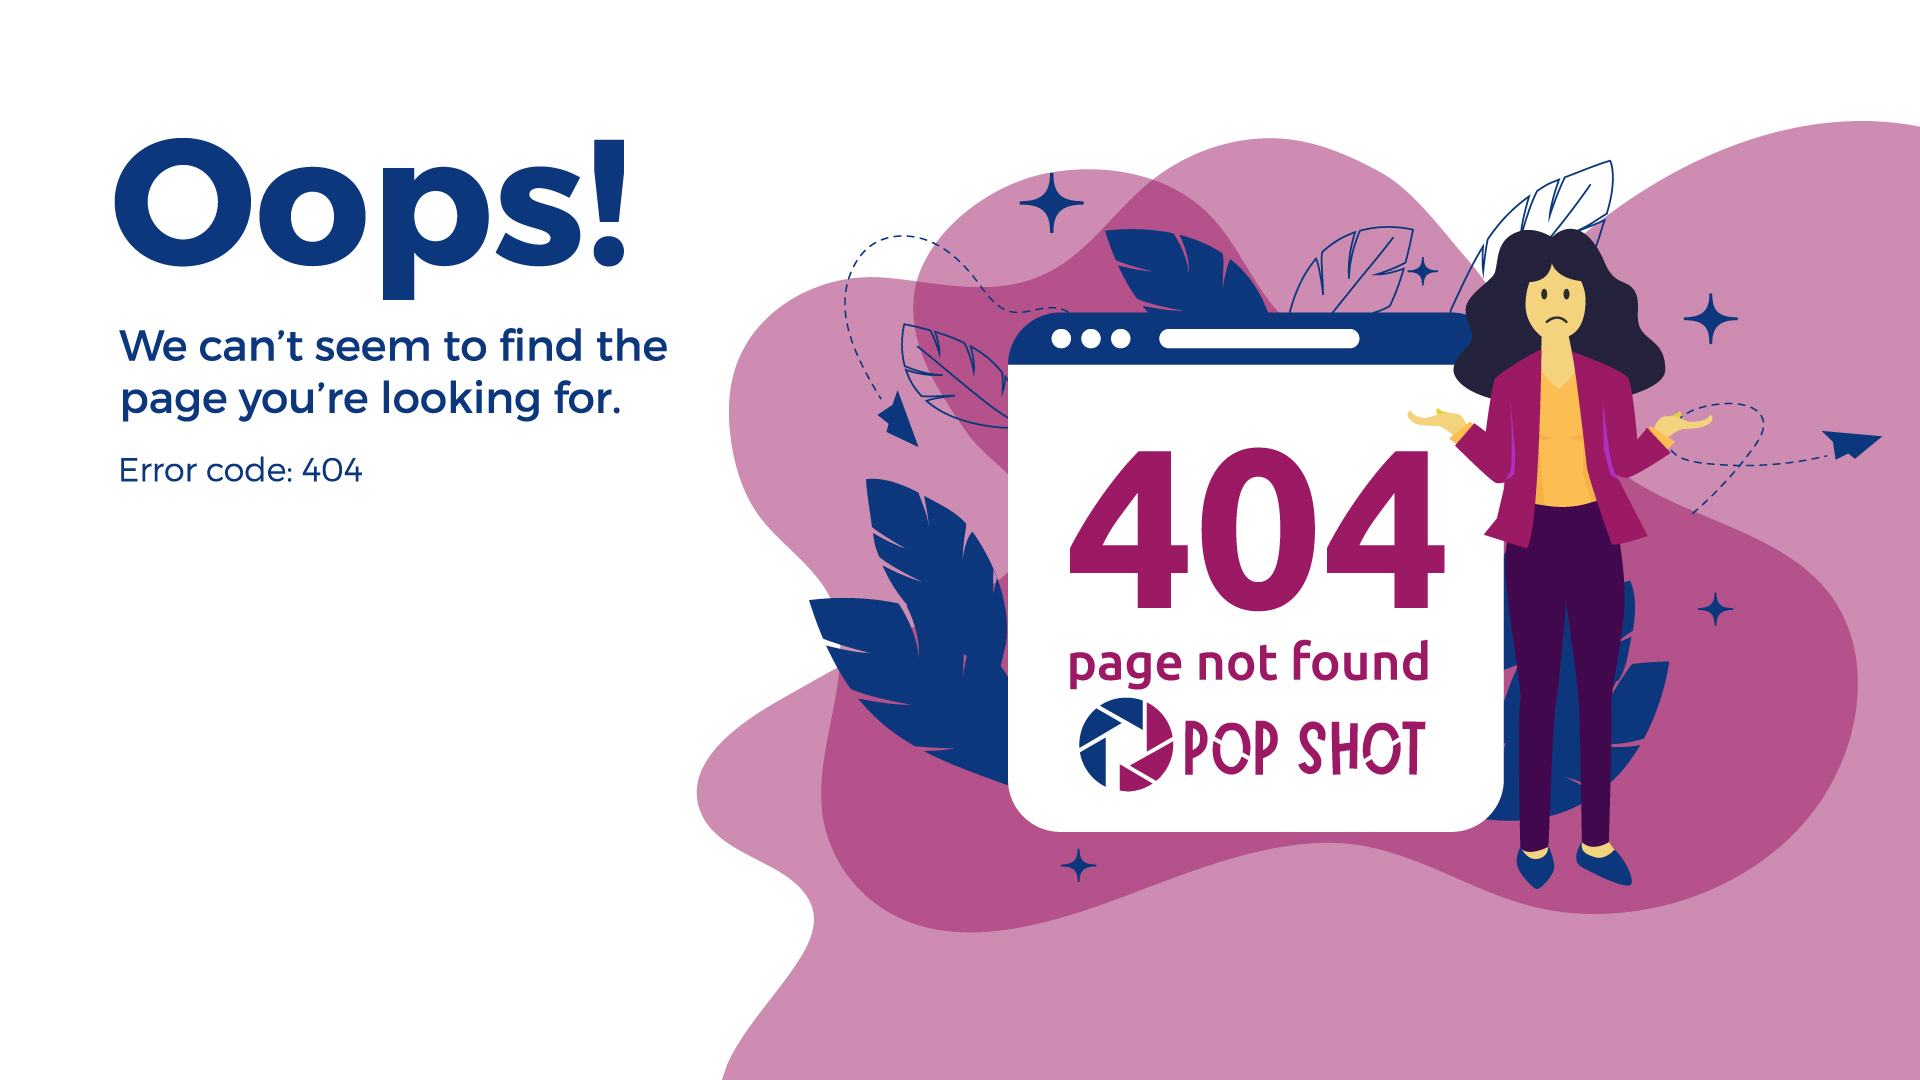 Oops!
We can’t seem to find the
page you’re looking for.
Error code: 404
404
page not found
POP SHOT